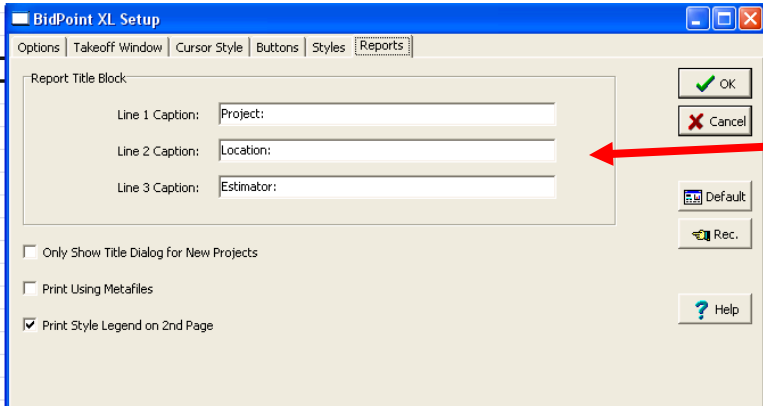 BidPoint XL Setup
Options Takeoff Window Cursor Style Buttons Styles Reports
Report Title Block
Line 1 Caption: Project:
Line 2 Caption: Location:
Line 3 Caption: Estimator:
Only Show Title Dialog for New Projects
Print Using Metafiles
Print Style Legend on 2nd Page
OK
Cancel
Default
Rec.
Help